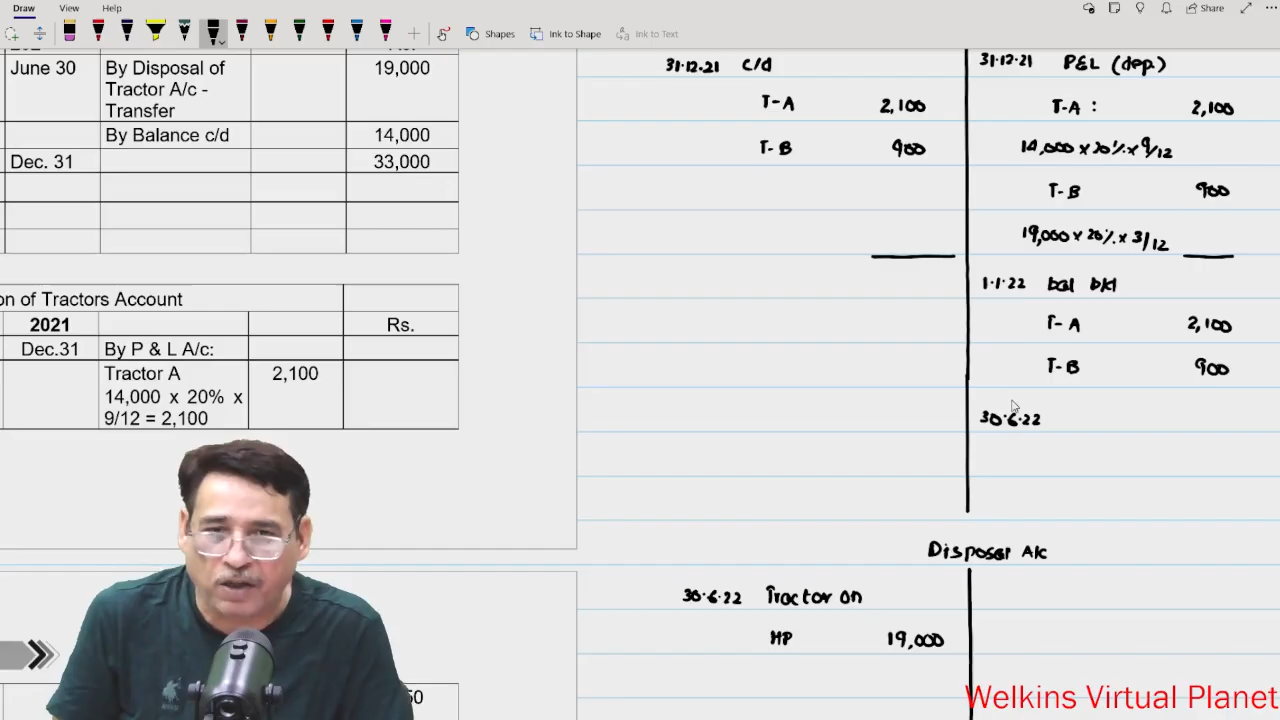 Draw View Help
Shapes Ink to Shape Ink to Text Share
June 30 By Disposal of 19,000
Tractor A/c -
Transfer
By Balance c/d 14,000
Dec. 31 33,000
on of Tractors Account
2021 Rs.
Dec.31 By P & L A/c:
Tractor A 2,100
14,000 x 20% x
9/12 = 2,100
50
31.12.21 c/d
T-A 2,100
T-B 900
31.12.21 P&L (dep.)
T-A : 2,100
14,000 x 20% x 9/12
T-B 900
19,000 x 20% x 3/12
1.1.22 bal b/d
T-A 2,100
T-B 900
30.6.22
Disposal A/c
30.6.22 Tractor on
HP 19,000
Welkins Virtual Planet